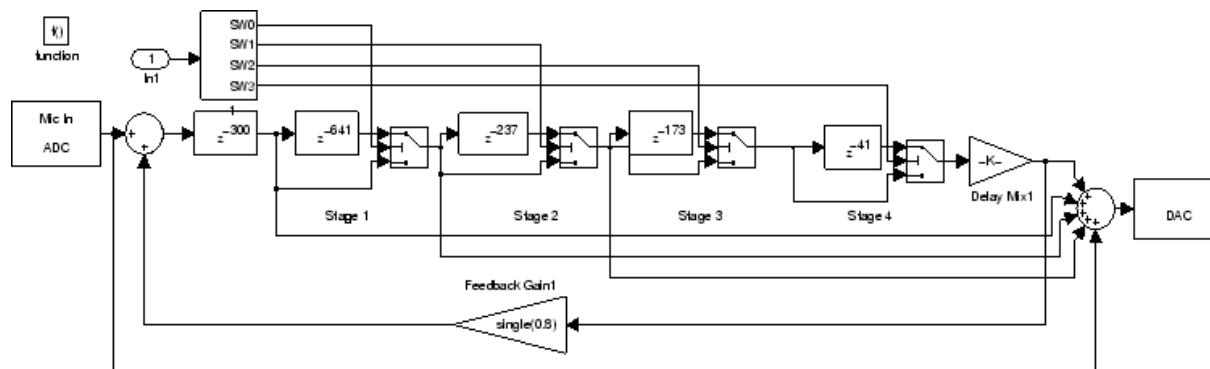 f()
function
1
In1
SW0
SW1
SW2
SW3
1
Mic In
ADC
+
+
z-300
z-641
z-237
z-173
z-41
-K-
Delay Mix1
Stage 1
Stage 2
Stage 3
Stage 4
+
+
+
+
+
DAC
Feedback Gain1
single(0.8)